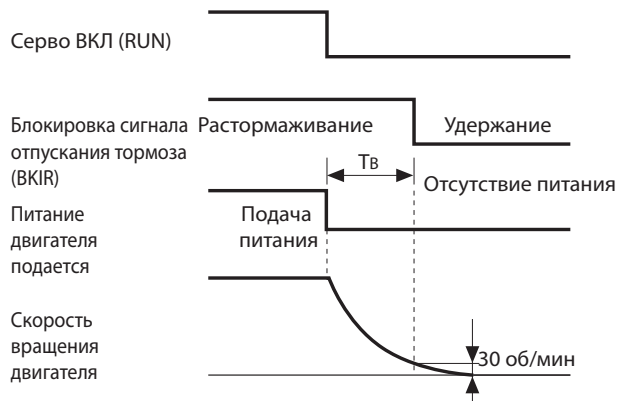 Серво ВКЛ (RUN)
Блокировка сигнала
отпускания тормоза
(BKIR)
Растормаживание
Удержание
TB
Отсутствие питания
Питание
двигателя
подается
Подача
питания
Скорость
вращения
двигателя
30 об/мин